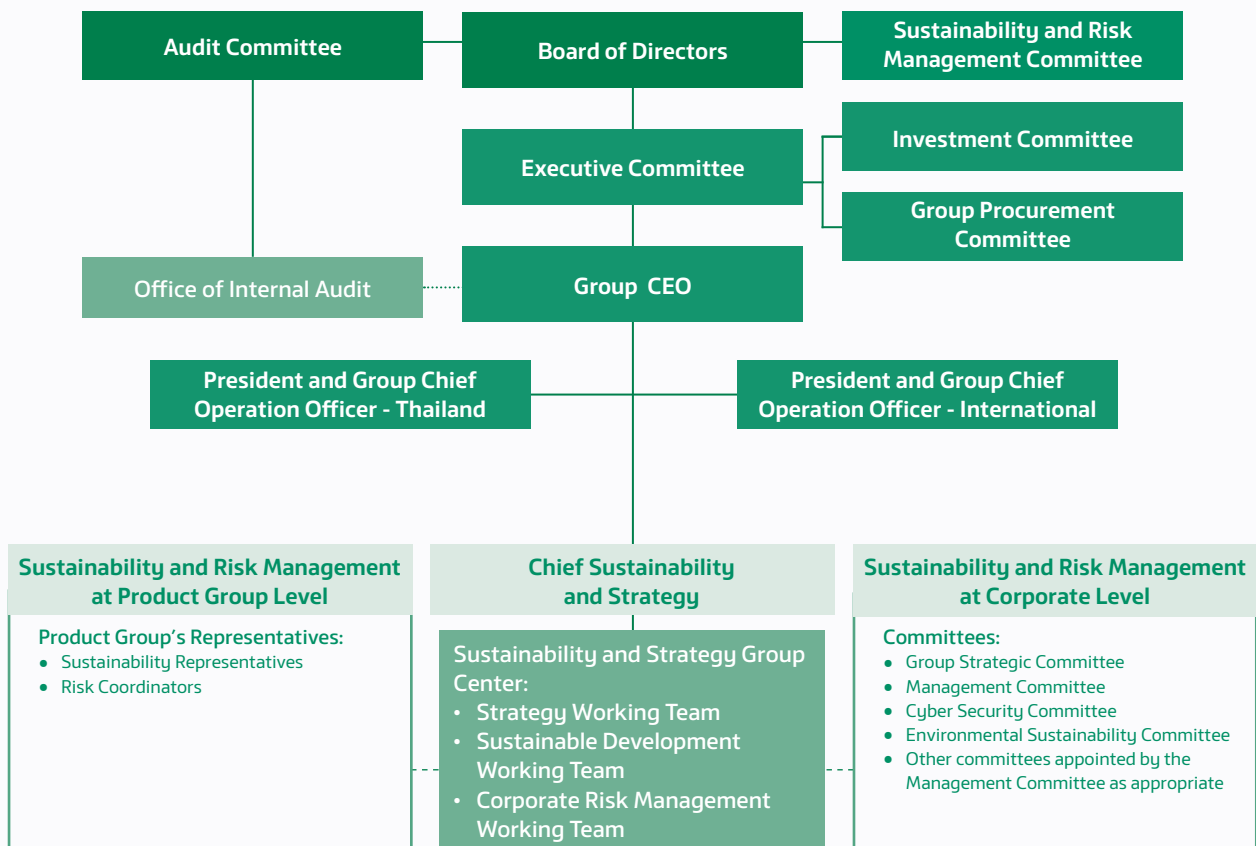 Audit Committee
Board of Directors
Sustainability and Risk
Management Committee
Executive Committee
Investment Committee
Group Procurement
Committee
Office of Internal Audit
Group CEO
President and Group Chief
Operation Officer - Thailand
President and Group Chief
Operation Officer - International
Sustainability and Risk Management
at Product Group Level
Product Group's Representatives:
• Sustainability Representatives
• Risk Coordinators
Chief Sustainability
and Strategy
Sustainability and Strategy Group
Center:
• Strategy Working Team
• Sustainable Development
Working Team
• Corporate Risk Management
Working Team
Sustainability and Risk Management
at Corporate Level
Committees:
• Group Strategic Committee
• Management Committee
• Cyber Security Committee
• Environmental Sustainability Committee
• Other committees appointed by the
Management Committee as appropriate